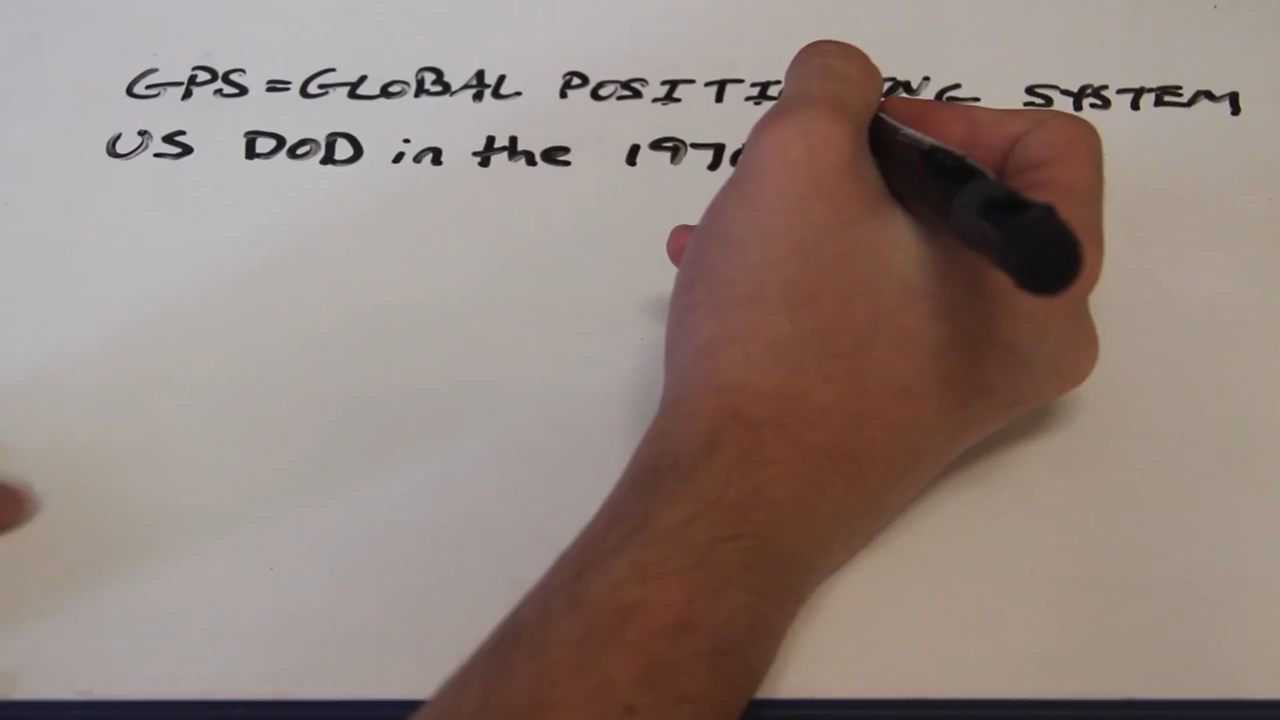 GPS = GLOBAL SYSTEM
US DOD in the